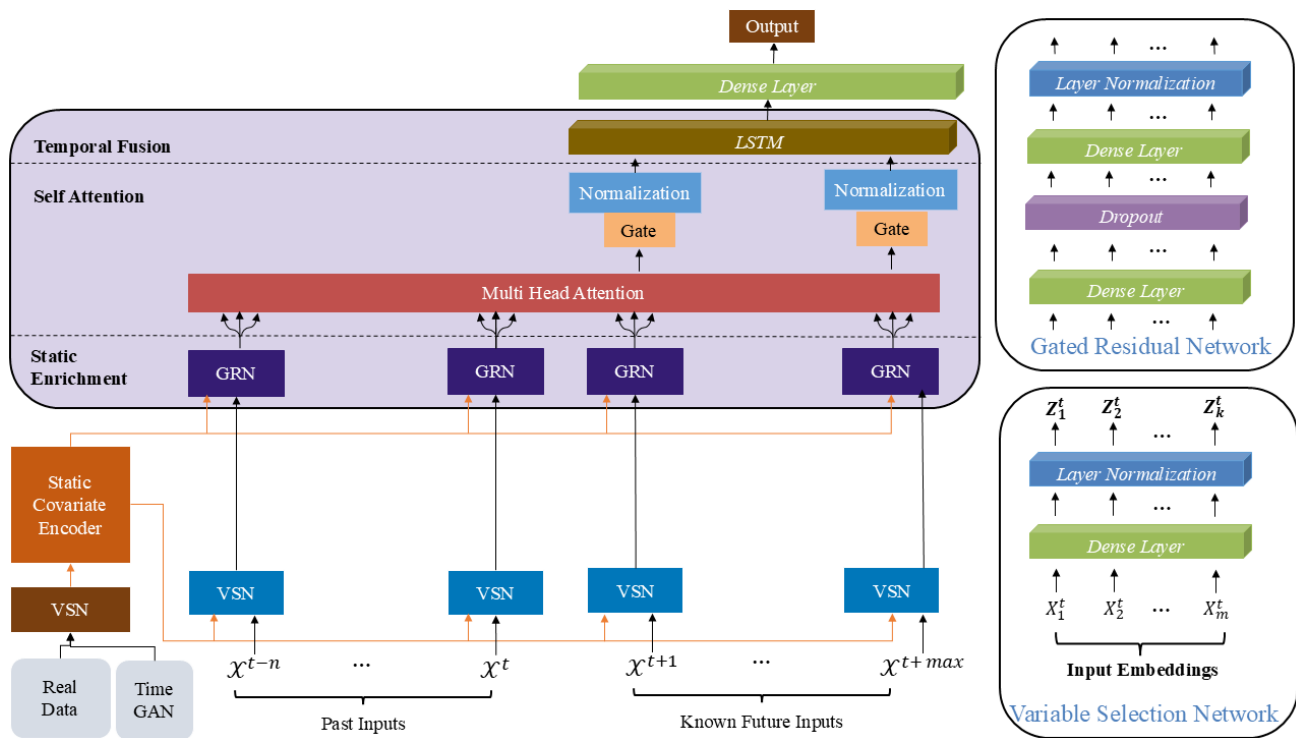 Output
Dense Layer
Temporal Fusion
LSTM
Self Attention
Normalization
Normalization
Gate
Gate
Multi Head Attention
Static
Enrichment
GRN
GRN
GRN
GRN
Static
Covariate
Encoder
VSN
VSN
VSN
VSN
VSN
Real
Data
Time
GAN
𝒳^{t−n}
...
𝒳^{t}
𝒳^{t+1}
...
𝒳^{t+max}
Past Inputs
Known Future Inputs
...
Layer Normalization
...
Dense Layer
...
Dropout
...
Dense Layer
...
Gated Residual Network
Z_1^t Z_2^t Z_k^t
...
Layer Normalization
...
Dense Layer
X_1^t X_2^t ... X_m^t
Input Embeddings
Variable Selection Network